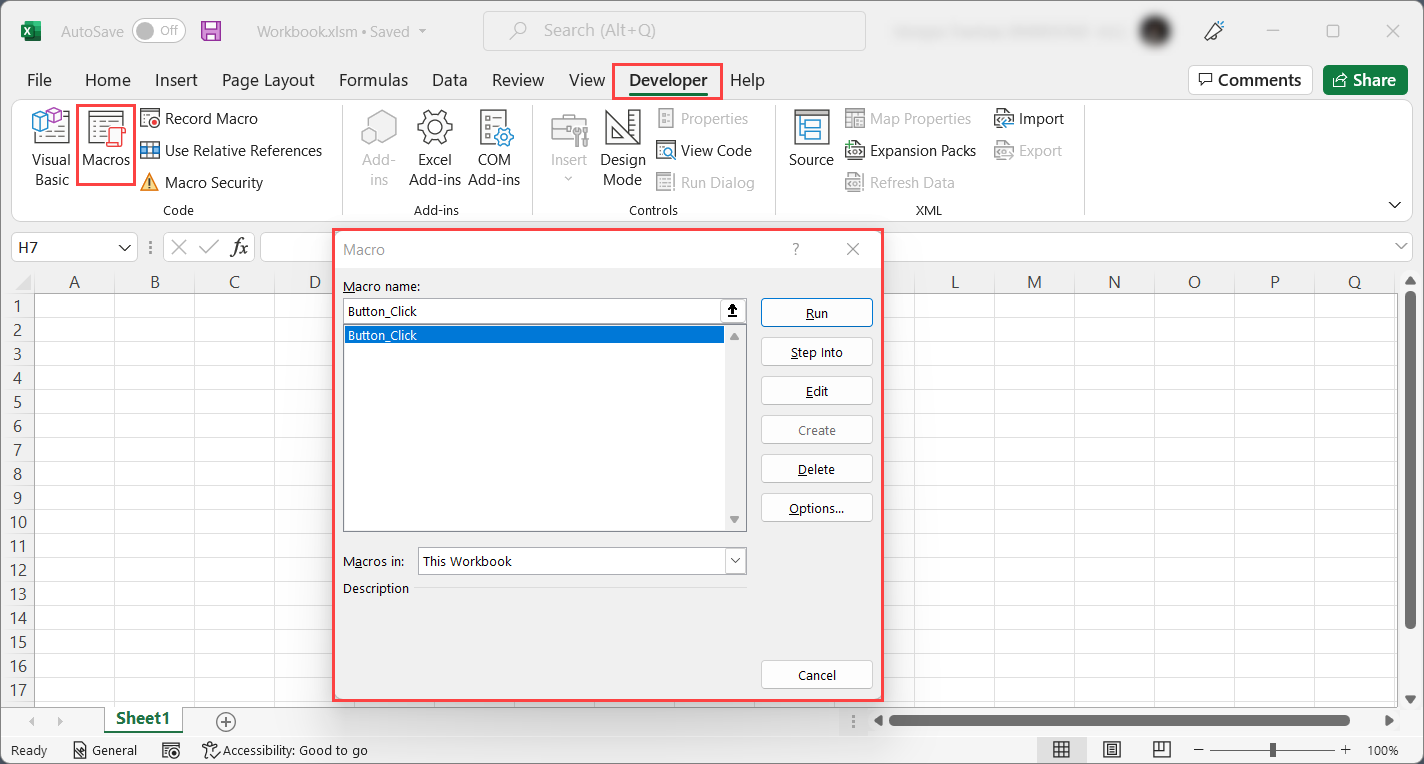 AutoSave Off Workbook.xlsm • Saved Search (Alt+Q)
File Home Insert Page Layout Formulas Data Review View Developer Help Comments Share
Visual Basic
Macros
Record Macro
Use Relative References
Macro Security
Code
Add-ins
Excel Add-ins
COM Add-ins
Add-ins
Insert
Design Mode
Properties
View Code
Run Dialog
Controls
Source
Map Properties
Expansion Packs
Refresh Data
Import
Export
XML
H7 fx
A B C D L M N O P Q
1
2
3
4
5
6
7
8
9
10
11
12
13
14
15
16
17
Macro ?
Macro name:
Button_Click
Button_Click
Run
Step Into
Edit
Create
Delete
Options...
Macros in: This Workbook
Description
Cancel
Sheet1
Ready General Accessibility: Good to go 100%